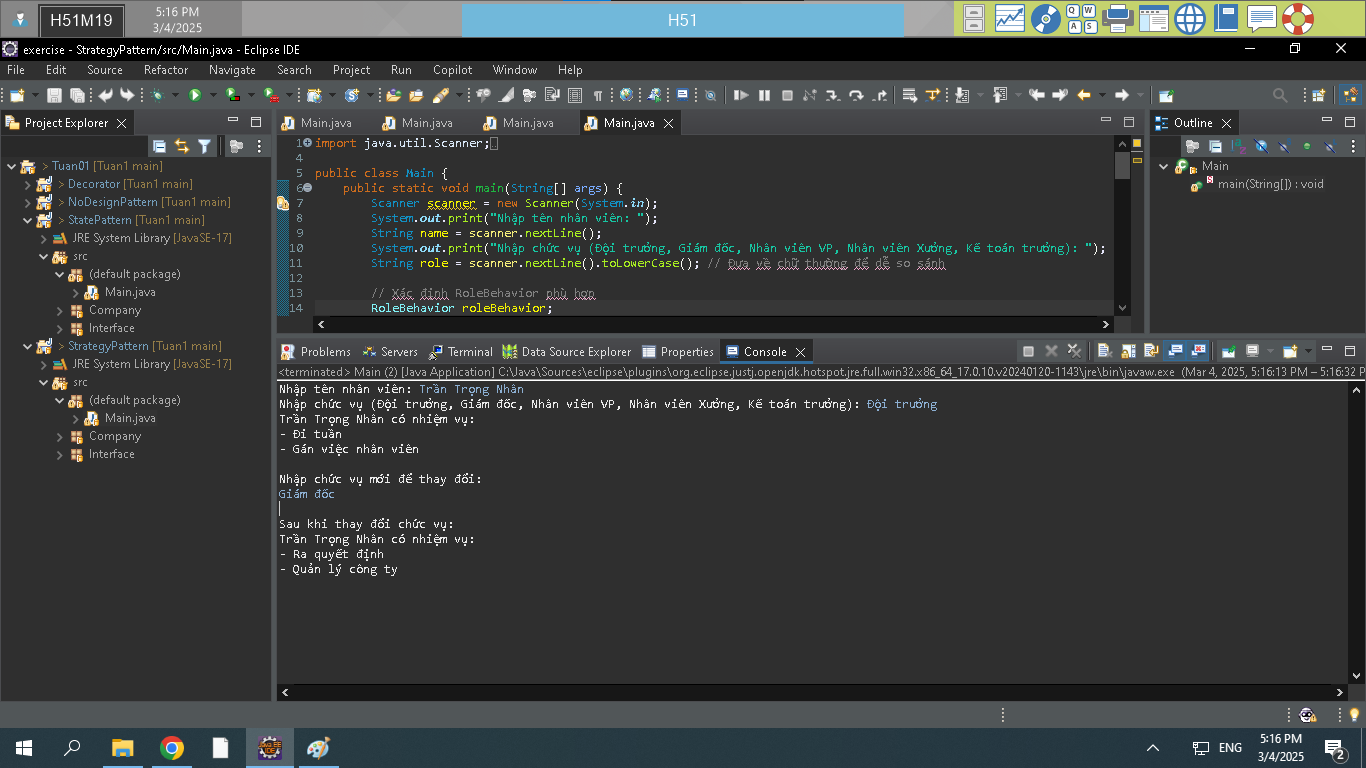 H51M19
5:16 PM
3/4/2025
H51
Q W
A S
exercise - StrategyPattern/src/Main.java - Eclipse IDE
File Edit Source Refactor Navigate Search Project Run Copilot Window Help
Project Explorer
> Tuan01 [Tuan1 main]
> Decorator [Tuan1 main]
> NoDesignPattern [Tuan1 main]
> StatePattern [Tuan1 main]
JRE System Library [JavaSE-17]
src
(default package)
Main.java
Company
Interface
> StrategyPattern [Tuan1 main]
JRE System Library [JavaSE-17]
src
(default package)
Main.java
Company
Interface
Main.java Main.java Main.java Main.java
1 import java.util.Scanner;
4
5 public class Main {
6 public static void main(String[] args) {
7 Scanner scanner = new Scanner(System.in);
8 System.out.print("Nhập tên nhân viên: ");
9 String name = scanner.nextLine();
10 System.out.print("Nhập chức vụ (Đội trưởng, Giám đốc, Nhân viên VP, Nhân viên Xưởng, Kế toán trưởng): ");
11 String role = scanner.nextLine().toLowerCase(); // Đưa về chữ thường để dễ so sánh
12
13 // Xác định RoleBehavior phù hợp
14 RoleBehavior roleBehavior;
Outline
Main
main(String[]) : void
Problems Servers Terminal Data Source Explorer Properties Console
<terminated> Main (2) [Java Application] C:\Java\Sources\eclipse\plugins\org.eclipse.justj.openjdk.hotspot.jre.full.win32.x86_64_17.0.10.v20240120-1143\jre\bin\javaw.exe (Mar 4, 2025, 5:16:13 PM – 5:16:32 P
Nhập tên nhân viên: Trần Trọng Nhân
Nhập chức vụ (Đội trưởng, Giám đốc, Nhân viên VP, Nhân viên Xưởng, Kế toán trưởng): Đội trưởng
Trần Trọng Nhân có nhiệm vụ:
- Đi tuần
- Gán việc nhân viên
Nhập chức vụ mới để thay đổi:
Giám đốc
Sau khi thay đổi chức vụ:
Trần Trọng Nhân có nhiệm vụ:
- Ra quyết định
- Quản lý công ty
ENG
5:16 PM
3/4/2025
2